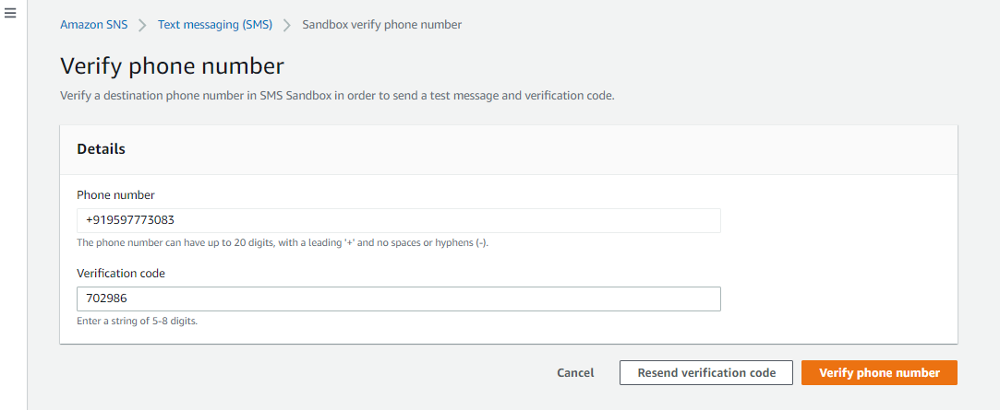 Amazon SNS > Text messaging (SMS) > Sandbox verify phone number
Verify phone number
Verify a destination phone number in SMS Sandbox in order to send a test message and verification code.
Details
Phone number
+919597773083
The phone number can have up to 20 digits, with a leading '+' and no spaces or hyphens (-).
Verification code
702986
Enter a string of 5-8 digits.
Cancel Resend verification code Verify phone number